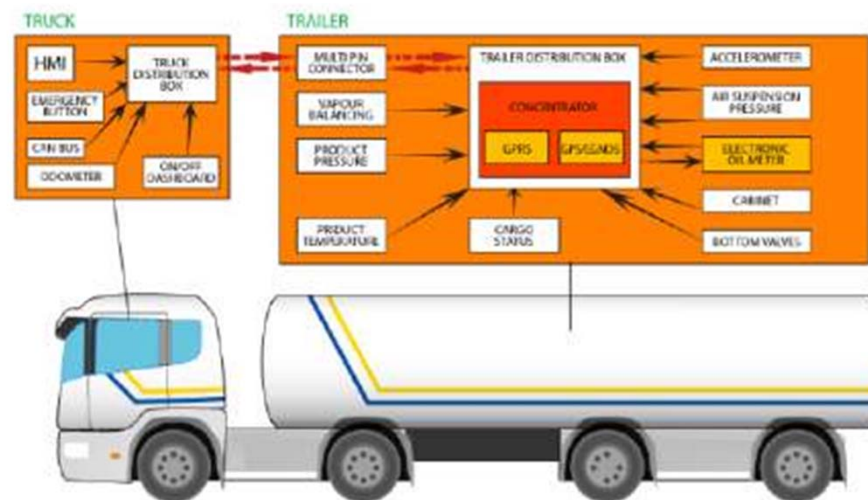 TRUCK
HMI
EMERGENCY
BUTTON
CAN BUS
ODOMETER
TRUCK
DISTRIBUTION
BOX
ON/OFF
DASHBOARD
TRAILER
MULTI PIN
CONNECTOR
VAPOUR
BALANCING
PRODUCT
PRESSURE
PRODUCT
TEMPERATURE
TRAILER DISTRIBUTION BOX
CONCENTRATOR
GPRS
GPS/EGNOS
CARGO
STATUS
ACCELEROMETER
AIR SUSPENSION
PRESSURE
ELECTRONIC
OIL METER
CABINET
BOTTOM VALVES